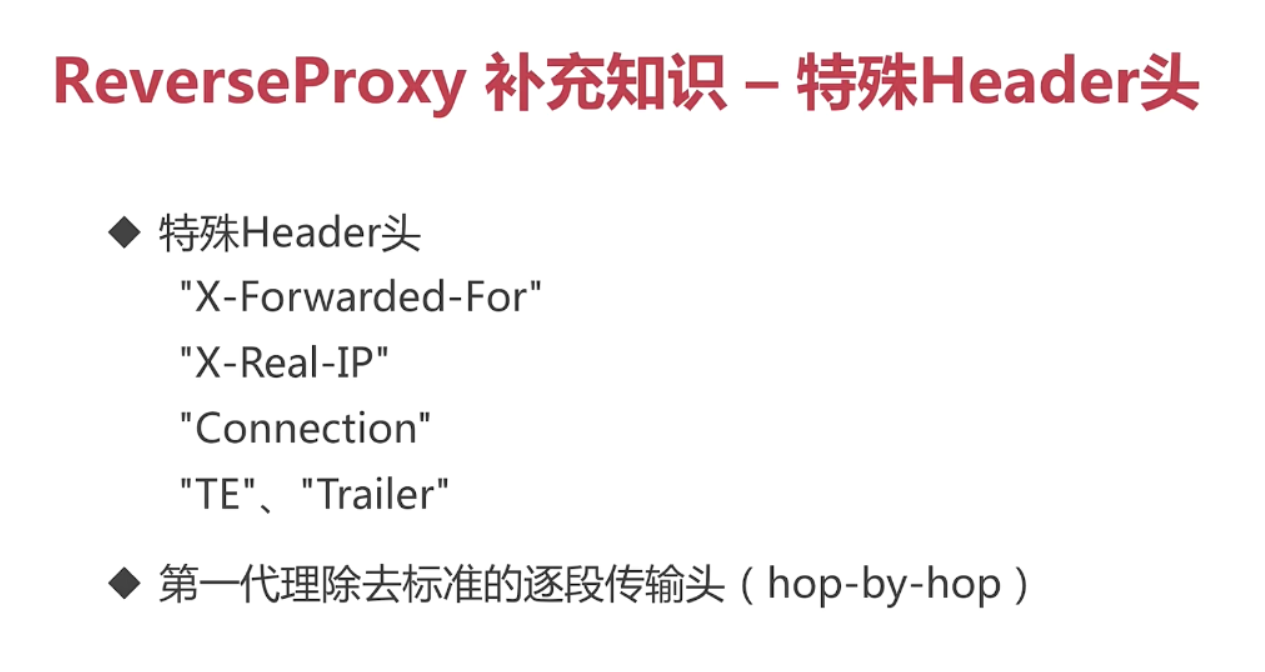 ReverseProxy 补充知识 – 特殊Header头
◆ 特殊Header头
"X-Forwarded-For"
"X-Real-IP"
"Connection"
"TE"、"Trailer"
◆ 第一代理除去标准的逐段传输头（hop-by-hop）